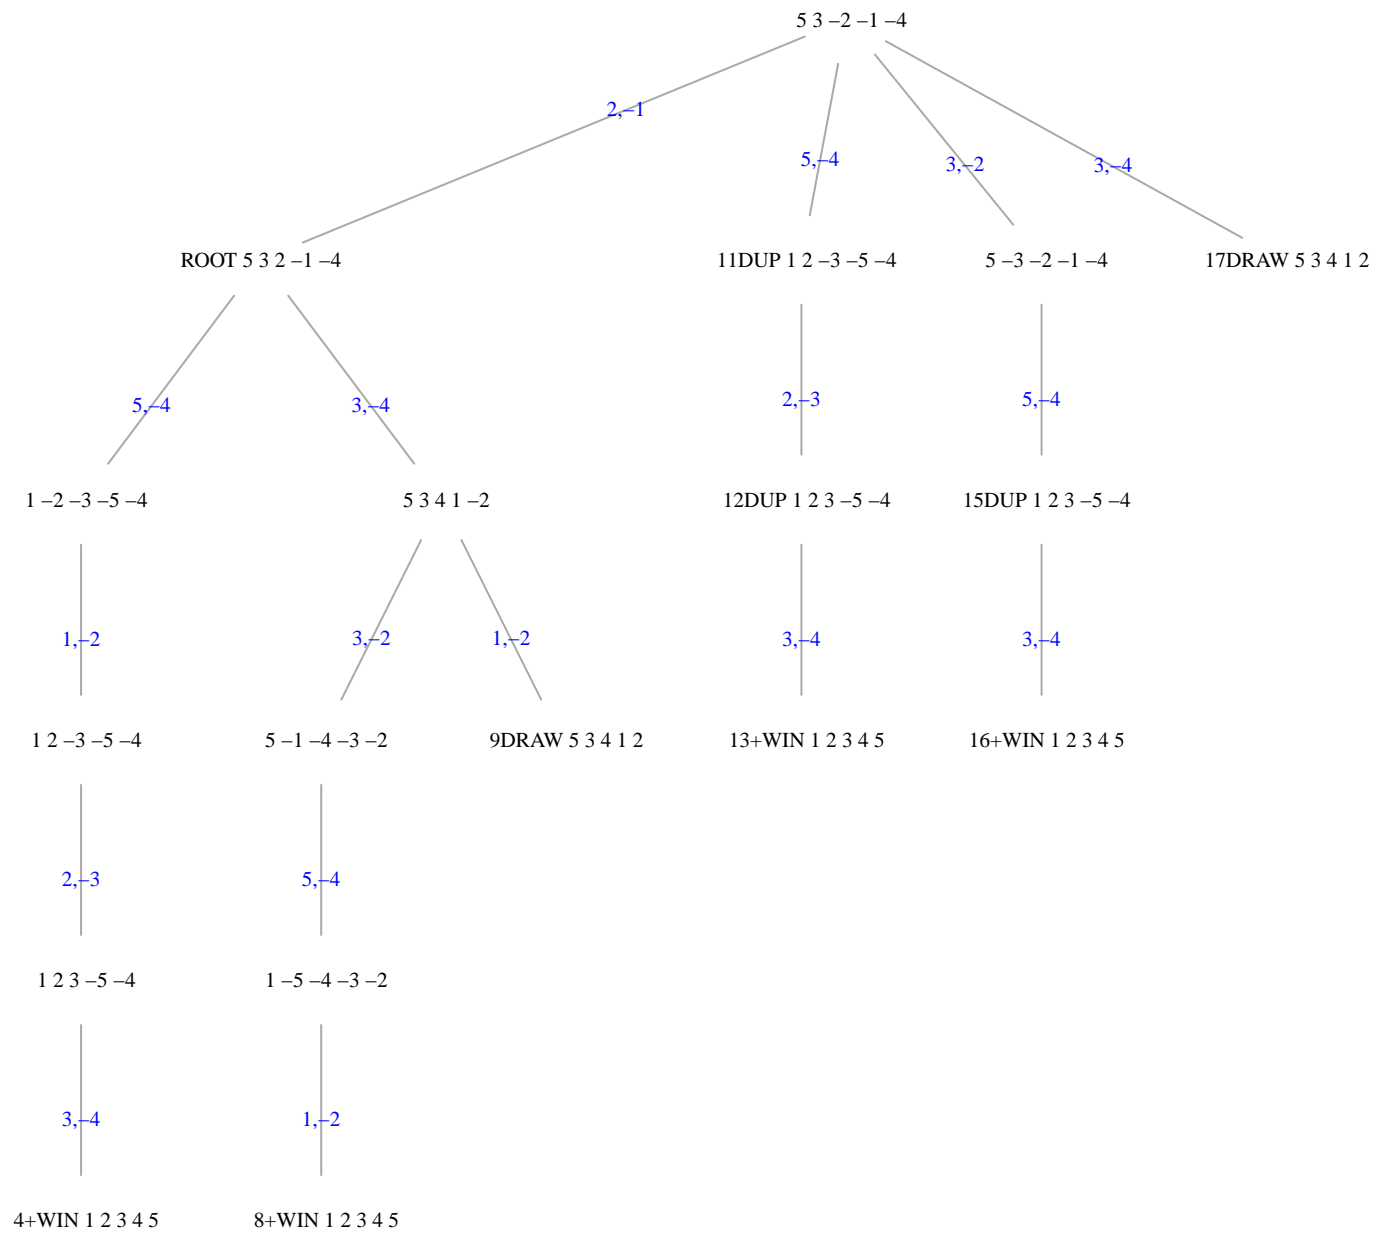 5 3 –2 –1 –4
2,–1
5,–4
3,–2
3,–4
ROOT 5 3 2 –1 –4
11DUP 1 2 –3 –5 –4
5 –3 –2 –1 –4
17DRAW 5 3 4 1 2
5,–4
3,–4
2,–3
5,–4
1 –2 –3 –5 –4
5 3 4 1 –2
12DUP 1 2 3 –5 –4
15DUP 1 2 3 –5 –4
1,–2
3,–2
1,–2
3,–4
3,–4
1 2 –3 –5 –4
5 –1 –4 –3 –2
9DRAW 5 3 4 1 2
13+WIN 1 2 3 4 5
16+WIN 1 2 3 4 5
2,–3
5,–4
1 2 3 –5 –4
1 –5 –4 –3 –2
3,–4
1,–2
4+WIN 1 2 3 4 5
8+WIN 1 2 3 4 5